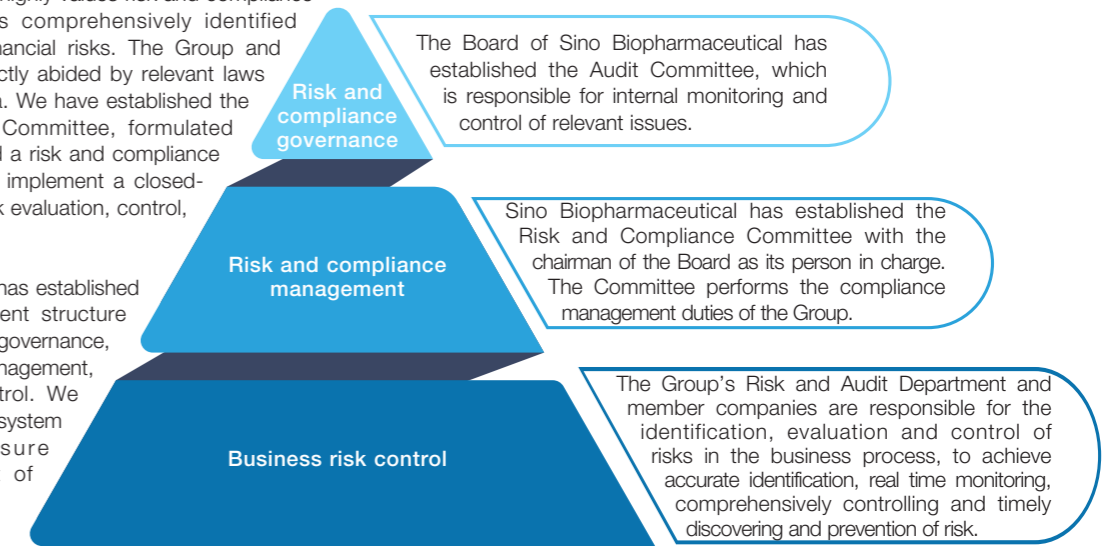 highly values risk and compliance
s comprehensively identified
nancial risks. The Group and
ctly abided by relevant laws
a. We have established the
Committee, formulated
d a risk and compliance
implement a closed-
k evaluation, control,
has established
ent structure
governance,
nagement,
trol. We
system
sure
of
Risk and
compliance
governance
The Board of Sino Biopharmaceutical has
established the Audit Committee, which
is responsible for internal monitoring and
control of relevant issues.
Risk and compliance
management
Sino Biopharmaceutical has established the
Risk and Compliance Committee with the
chairman of the Board as its person in charge.
The Committee performs the compliance
management duties of the Group.
Business risk control
The Group's Risk and Audit Department and
member companies are responsible for the
identification, evaluation and control of
risks in the business process, to achieve
accurate identification, real time monitoring,
comprehensively controlling and timely
discovering and prevention of risk.